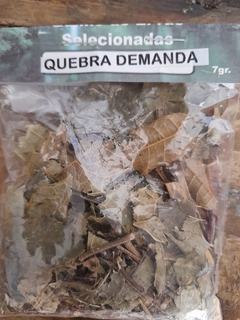 Selecionadas
QUEBRA DEMANDA
7gr.